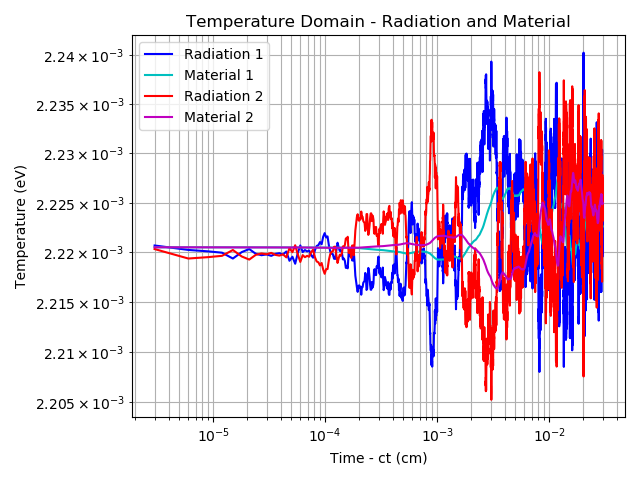 Temperature Domain - Radiation and Material
Radiation 1
Material 1
Radiation 2
Material 2
Temperature (eV)
2.24 × 10⁻³
2.235 × 10⁻³
2.23 × 10⁻³
2.225 × 10⁻³
2.22 × 10⁻³
2.215 × 10⁻³
2.21 × 10⁻³
2.205 × 10⁻³
10⁻⁵ 10⁻⁴ 10⁻³ 10⁻²
Time - ct (cm)